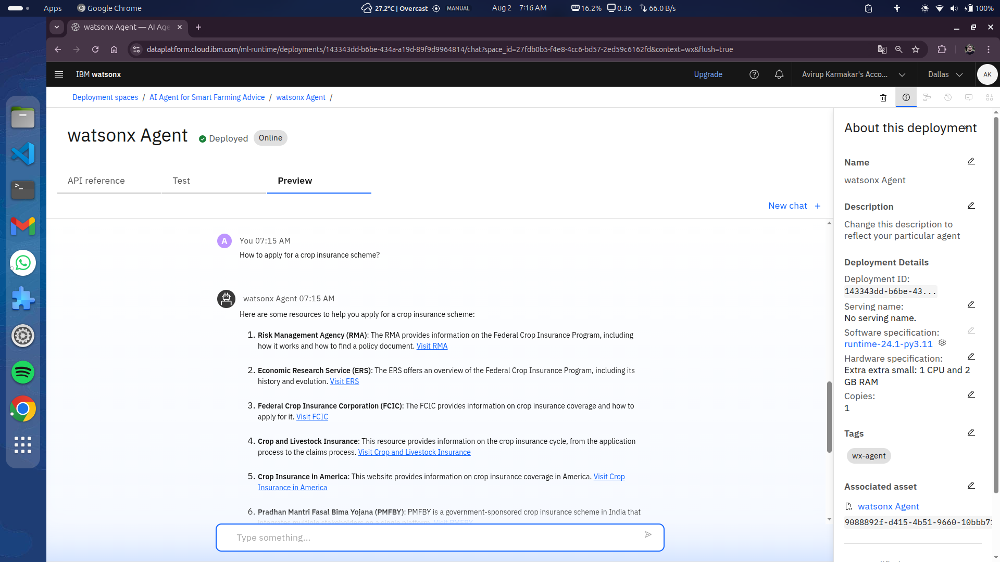 Apps Google Chrome 27.2°C | Overcast MANUAL Aug 2 7:16 AM 16.2% 0.36 66.0 B/s 100%
watsonx Agent — AI Age
dataplatform.cloud.ibm.com/ml-runtime/deployments/143343dd-b6be-434a-a19d-89f9d9964814/chat?space_id=27fdb0b5-f4e8-4cc6-bd57-2ed59c6162fd&context=wx&flush=true
IBM watsonx Upgrade Avirup Karmakar's Acco... Dallas AK
Deployment spaces / AI Agent for Smart Farming Advice / watsonx Agent /
watsonx Agent Deployed Online
API reference Test Preview
New chat +
A You 07:15 AM
How to apply for a crop insurance scheme?
watsonx Agent 07:15 AM
Here are some resources to help you apply for a crop insurance scheme:
1. Risk Management Agency (RMA): The RMA provides information on the Federal Crop Insurance Program, including
how it works and how to find a policy document. Visit RMA
2. Economic Research Service (ERS): The ERS offers an overview of the Federal Crop Insurance Program, including its
history and evolution. Visit ERS
3. Federal Crop Insurance Corporation (FCIC): The FCIC provides information on crop insurance coverage and how to
apply for it. Visit FCIC
4. Crop and Livestock Insurance: This resource provides information on the crop insurance cycle, from the application
process to the claims process. Visit Crop and Livestock Insurance
5. Crop Insurance in America: This website provides information on crop insurance coverage in America. Visit Crop
Insurance in America
6. Pradhan Mantri Fasal Bima Yojana (PMFBY): PMFBY is a government-sponsored crop insurance scheme in India that
integrates multiple stakeholders on a single platform. Visit PMFBY
Type something...
About this deployment
Name
watsonx Agent
Description
Change this description to
reflect your particular agent
Deployment Details
Deployment ID:
143343dd-b6be-43...
Serving name:
No serving name.
Software specification:
runtime-24.1-py3.11
Hardware specification:
Extra extra small: 1 CPU and 2
GB RAM
Copies:
1
Tags
wx-agent
Associated asset
watsonx Agent
9088892f-d415-4b51-9660-10bbb71